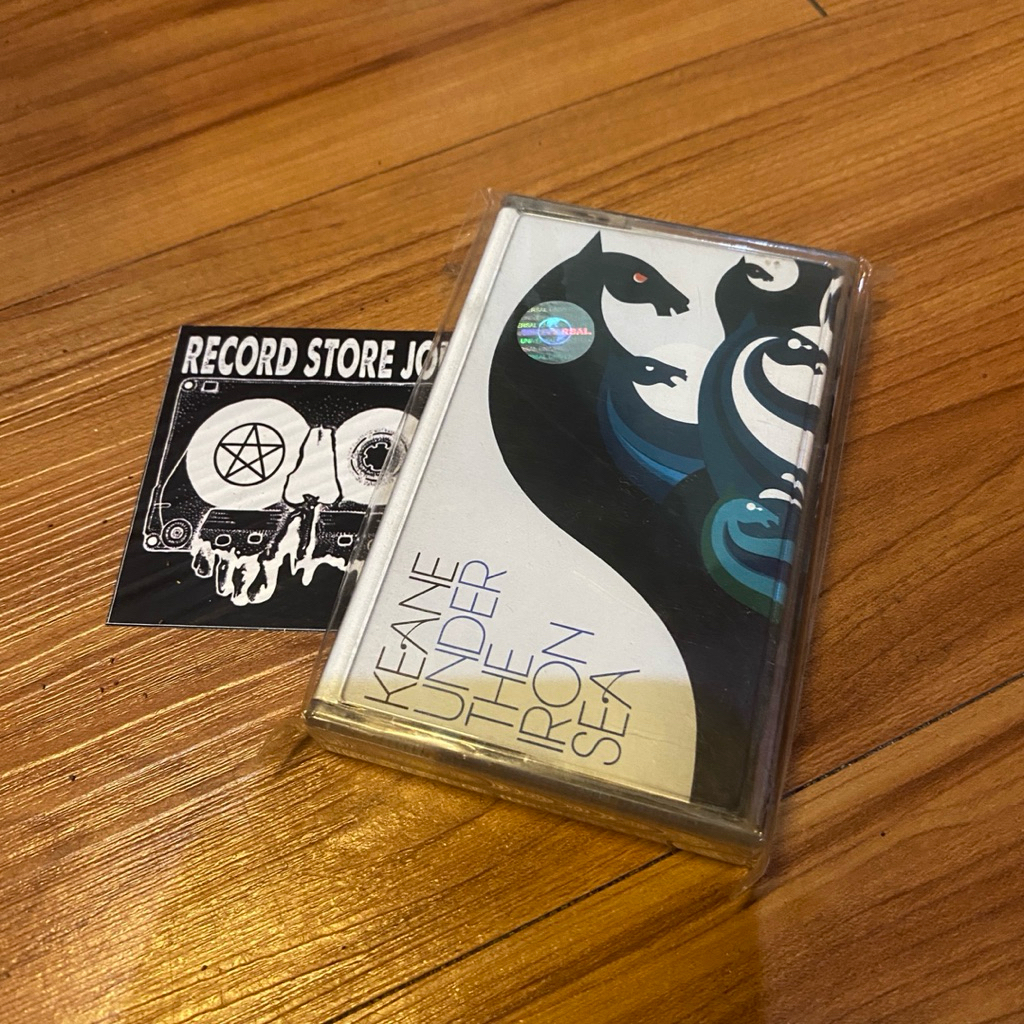 RECORD STORE JO
KEANE
UNDER
THE
IRON
SEA